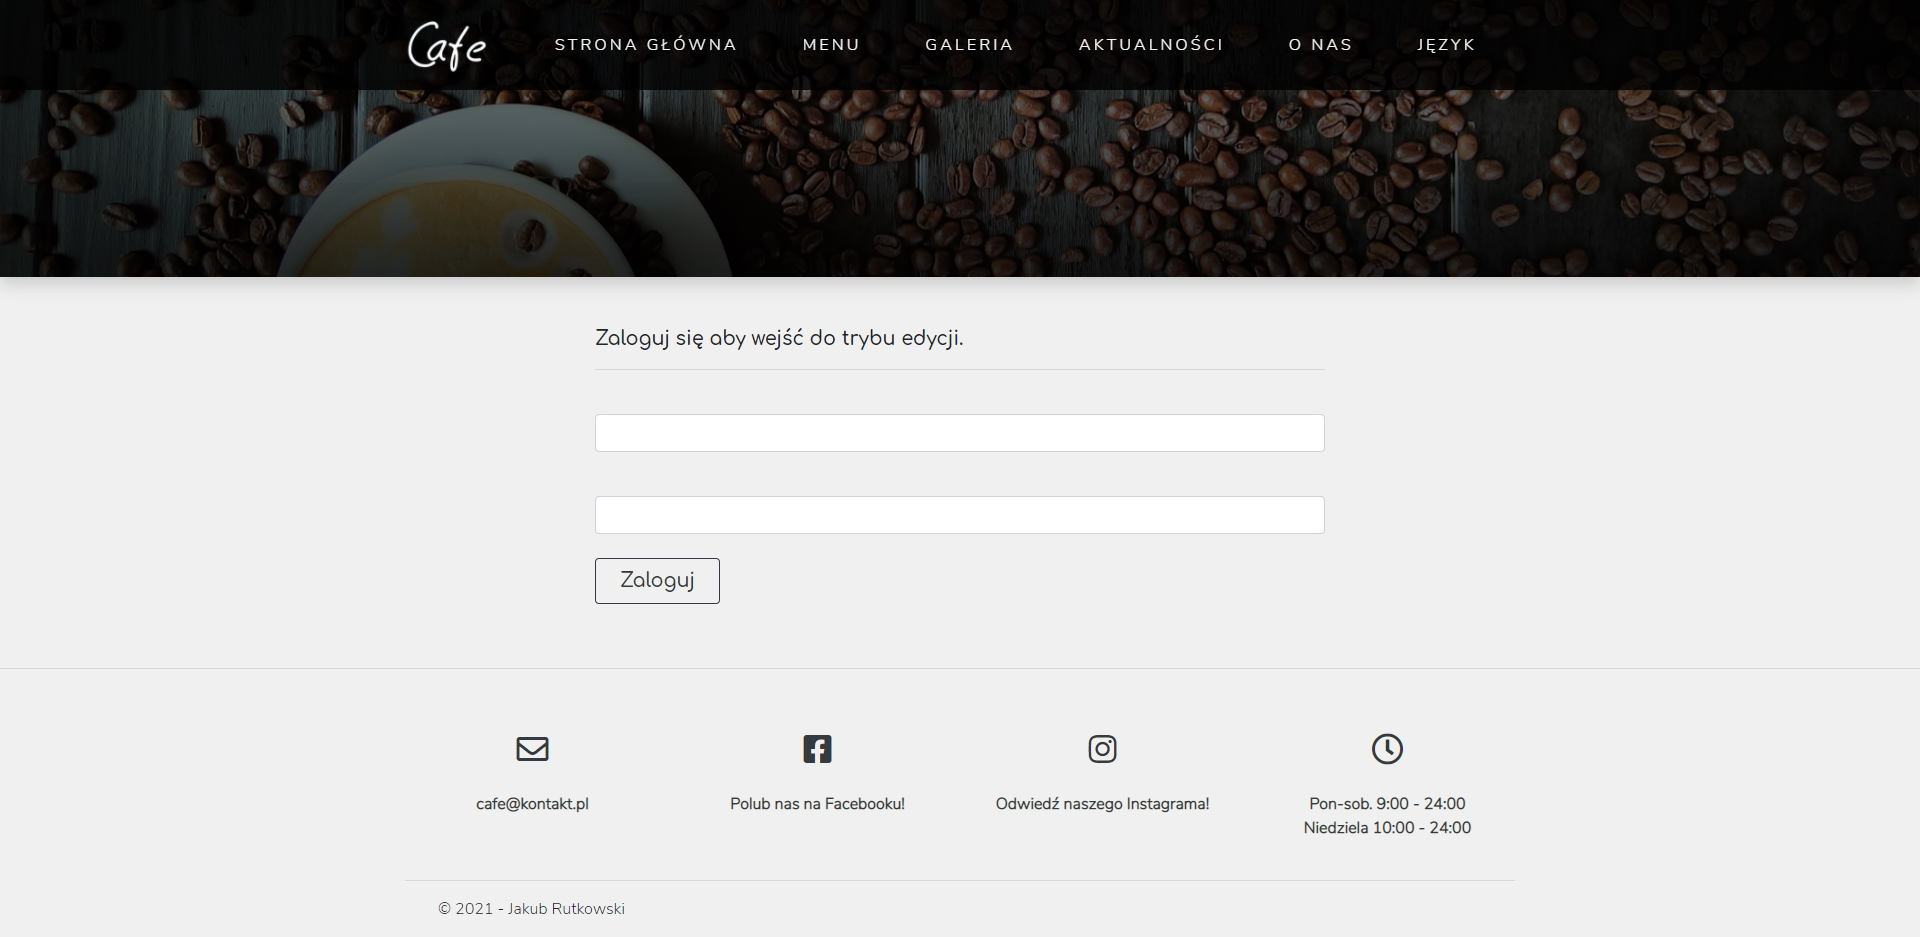 Cafe
STRONA GŁÓWNA
MENU
GALERIA
AKTUALNOŚCI
O NAS
JĘZYK
Zaloguj się aby wejść do trybu edycji.
Zaloguj
cafe@kontakt.pl
Polub nas na Facebooku!
Odwiedź naszego Instagrama!
Pon-sob. 9:00 - 24:00
Niedziela 10:00 - 24:00
© 2021 - Jakub Rutkowski